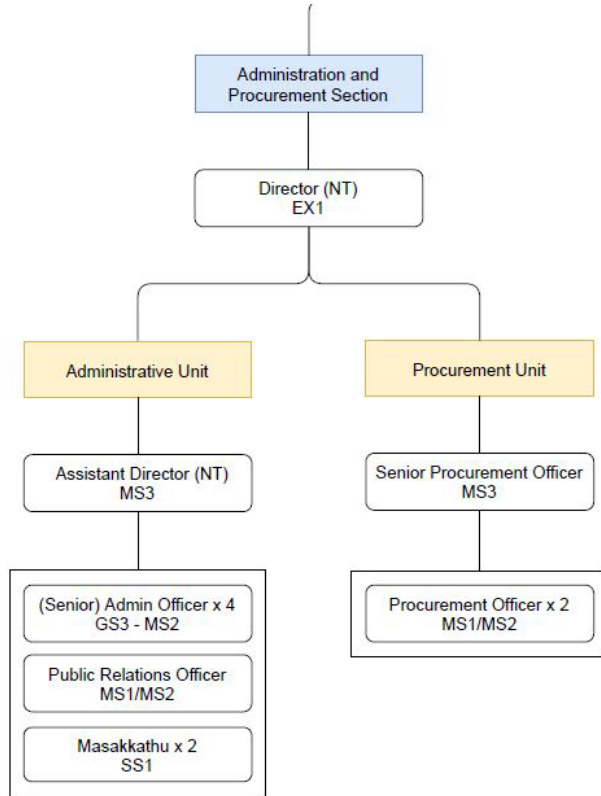 Administration and
Procurement Section
Director (NT)
EX1
Administrative Unit
Procurement Unit
Assistant Director (NT)
MS3
Senior Procurement Officer
MS3
(Senior) Admin Officer x 4
GS3 - MS2
Public Relations Officer
MS1/MS2
Masakkathu x 2
SS1
Procurement Officer x 2
MS1/MS2